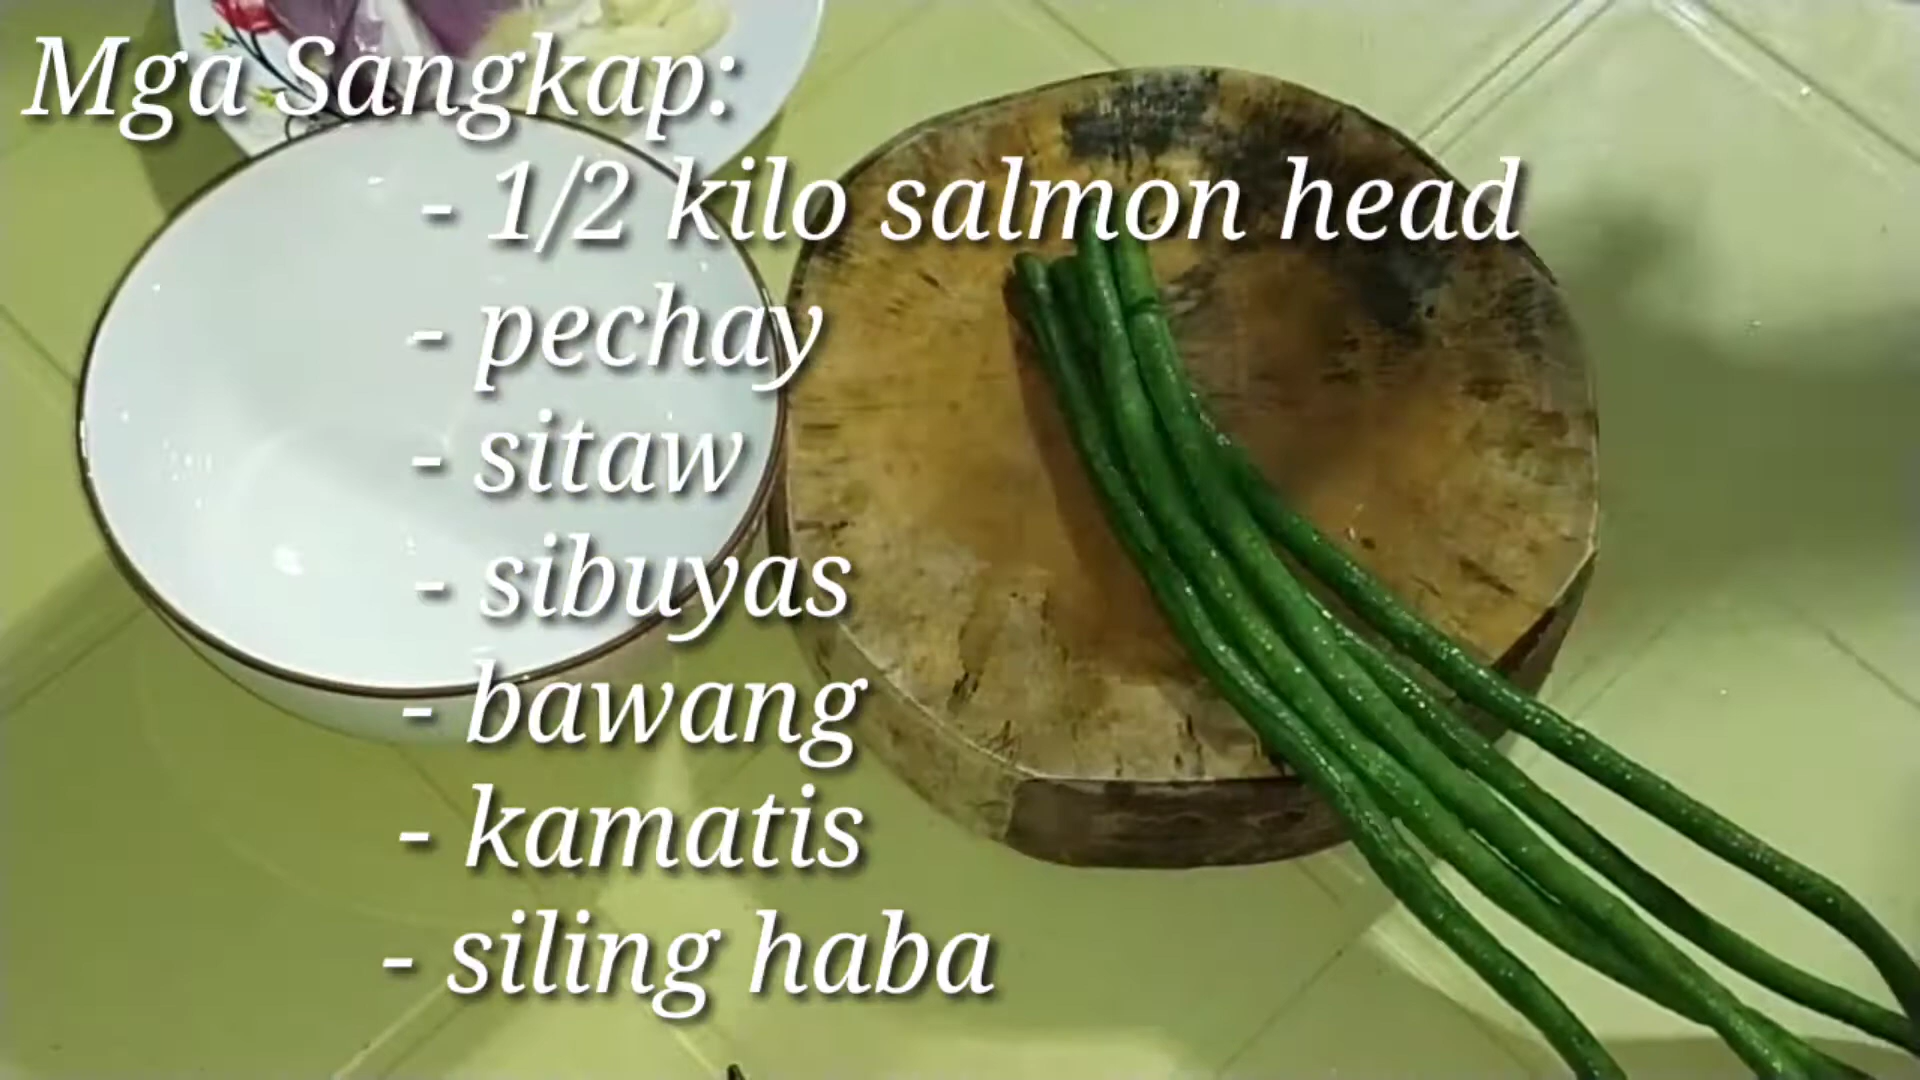 Mga Sangkap:
- 1/2 kilo salmon head
- pechay
- sitaw
- sibuyas
- bawang
- kamatis
- siling haba